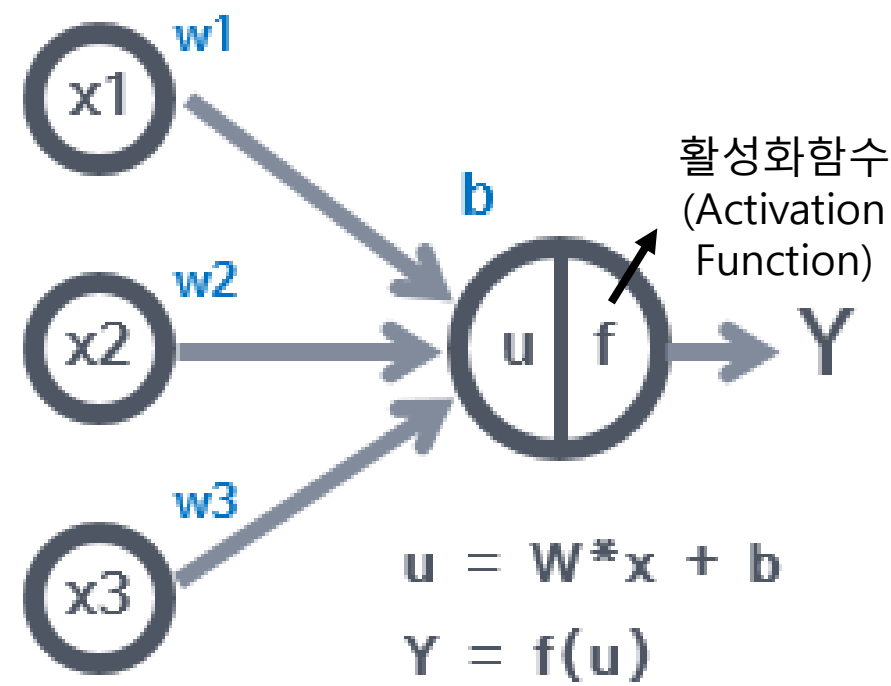 w1
x1
활성화함수
(Activation
Function)
b
w2
x2
u f
Y
w3
x3
u = W*x + b
Y = f(u)